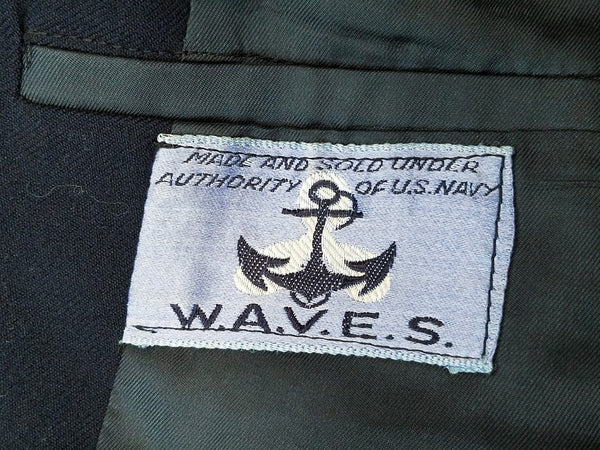 MADE AND SOLD UNDER
AUTHORITY OF U.S. NAVY
W.A.V.E.S.